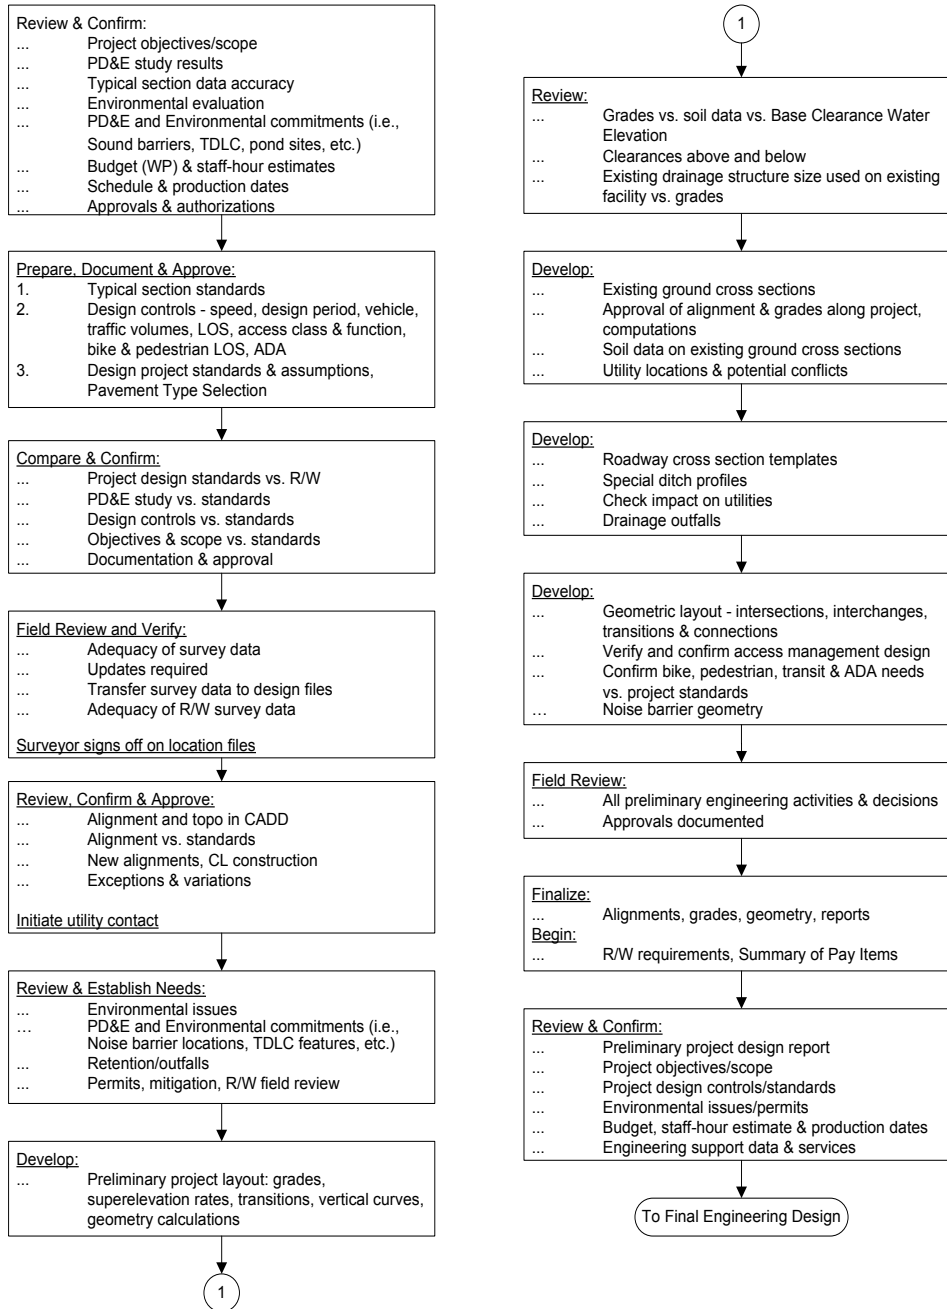 Review & Confirm:
... Project objectives/scope
... PD&E study results
... Typical section data accuracy
... Environmental evaluation
... PD&E and Environmental commitments (i.e.,
Sound barriers, TDLC, pond sites, etc.)
... Budget (WP) & staff-hour estimates
... Schedule & production dates
... Approvals & authorizations
Prepare, Document & Approve:
1. Typical section standards
2. Design controls - speed, design period, vehicle,
traffic volumes, LOS, access class & function,
bike & pedestrian LOS, ADA
3. Design project standards & assumptions,
Pavement Type Selection
Compare & Confirm:
... Project design standards vs. R/W
... PD&E study vs. standards
... Design controls vs. standards
... Objectives & scope vs. standards
... Documentation & approval
Field Review and Verify:
... Adequacy of survey data
... Updates required
... Transfer survey data to design files
... Adequacy of R/W survey data
Surveyor signs off on location files
Review, Confirm & Approve:
... Alignment and topo in CADD
... Alignment vs. standards
... New alignments, CL construction
... Exceptions & variations
Initiate utility contact
Review & Establish Needs:
... Environmental issues
... PD&E and Environmental commitments (i.e.,
Noise barrier locations, TDLC features, etc.)
... Retention/outfalls
... Permits, mitigation, R/W field review
Develop:
... Preliminary project layout: grades,
superelevation rates, transitions, vertical curves,
geometry calculations
1
1
Review:
... Grades vs. soil data vs. Base Clearance Water
Elevation
... Clearances above and below
... Existing drainage structure size used on existing
facility vs. grades
Develop:
... Existing ground cross sections
... Approval of alignment & grades along project,
computations
... Soil data on existing ground cross sections
... Utility locations & potential conflicts
Develop:
... Roadway cross section templates
... Special ditch profiles
... Check impact on utilities
... Drainage outfalls
Develop:
... Geometric layout - intersections, interchanges,
transitions & connections
... Verify and confirm access management design
... Confirm bike, pedestrian, transit & ADA needs
vs. project standards
... Noise barrier geometry
Field Review:
... All preliminary engineering activities & decisions
... Approvals documented
Finalize:
... Alignments, grades, geometry, reports
Begin:
... R/W requirements, Summary of Pay Items
Review & Confirm:
... Preliminary project design report
... Project objectives/scope
... Project design controls/standards
... Environmental issues/permits
... Budget, staff-hour estimate & production dates
... Engineering support data & services
To Final Engineering Design